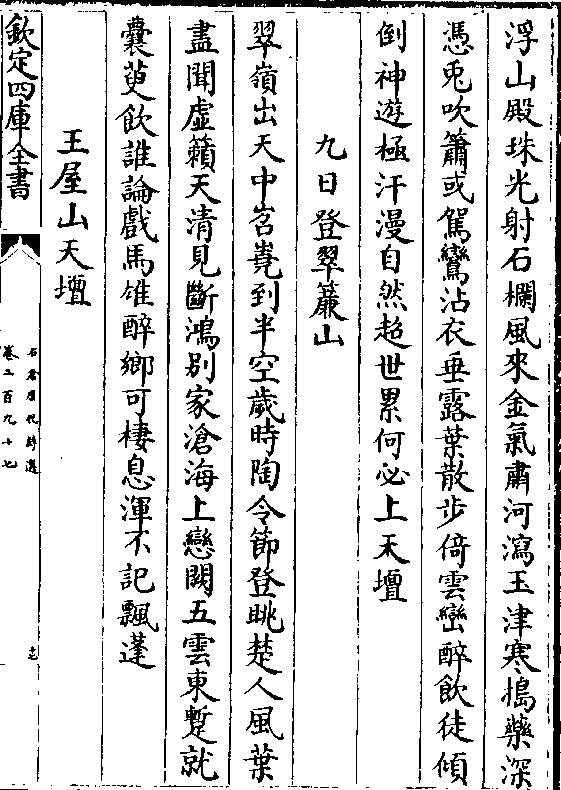 浮山殿珠光射石欄風來金氣肅河瀉玉津寒搗藥深
憑兎吹簫或駕鸞沾衣垂露葉散步倚雲巒醉飲徒傾
倒神遊極汗漫自然超世累何必上天壇
九日登翠簾山
翠嶺出天中岧嶤到半空歲時陶令節登眺楚人風葉
盡聞虛籟天清見斷鴻别家滄海上戀闕五雲東蹔就
囊萸飲誰論戲馬雄醉鄉可棲息渾不記飄蓬
王屋山天壇
欽定四庫全書
石倉歴代詩選
卷二百九十七